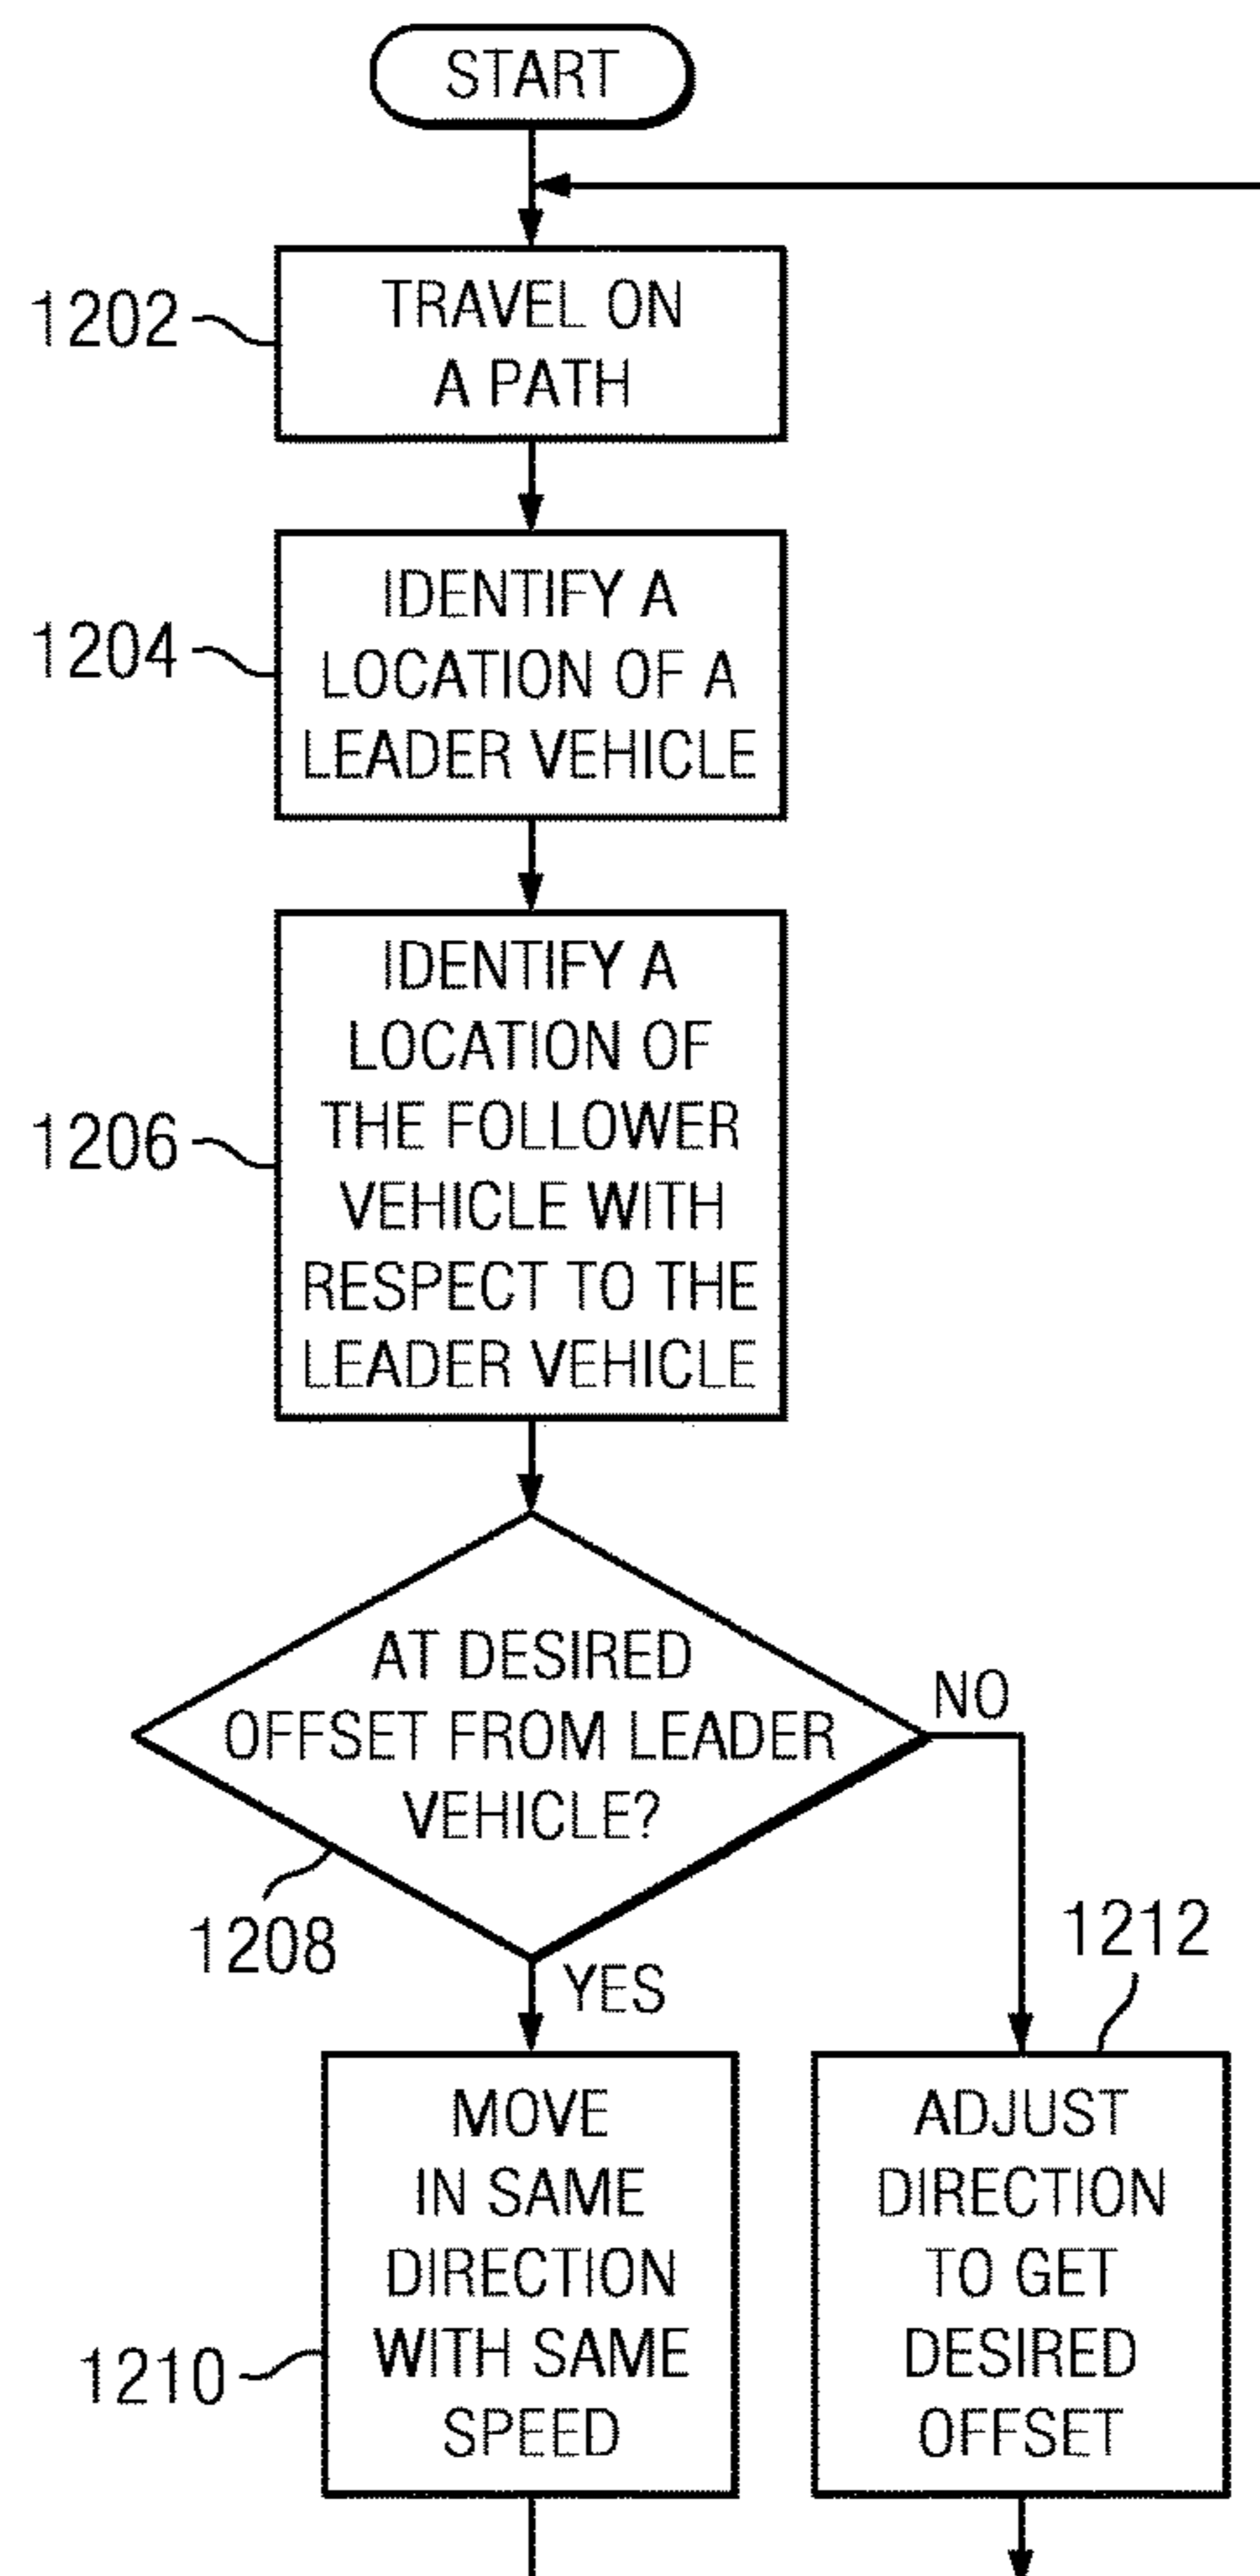 START
1202
TRAVEL ON
A PATH
1204
IDENTIFY A
LOCATION OF A
LEADER VEHICLE
1206
IDENTIFY A
LOCATION OF
THE FOLLOWER
VEHICLE WITH
RESPECT TO THE
LEADER VEHICLE
AT DESIRED
OFFSET FROM LEADER
VEHICLE?
NO
1208
YES
1212
1210
MOVE
IN SAME
DIRECTION
WITH SAME
SPEED
ADJUST
DIRECTION
TO GET
DESIRED
OFFSET